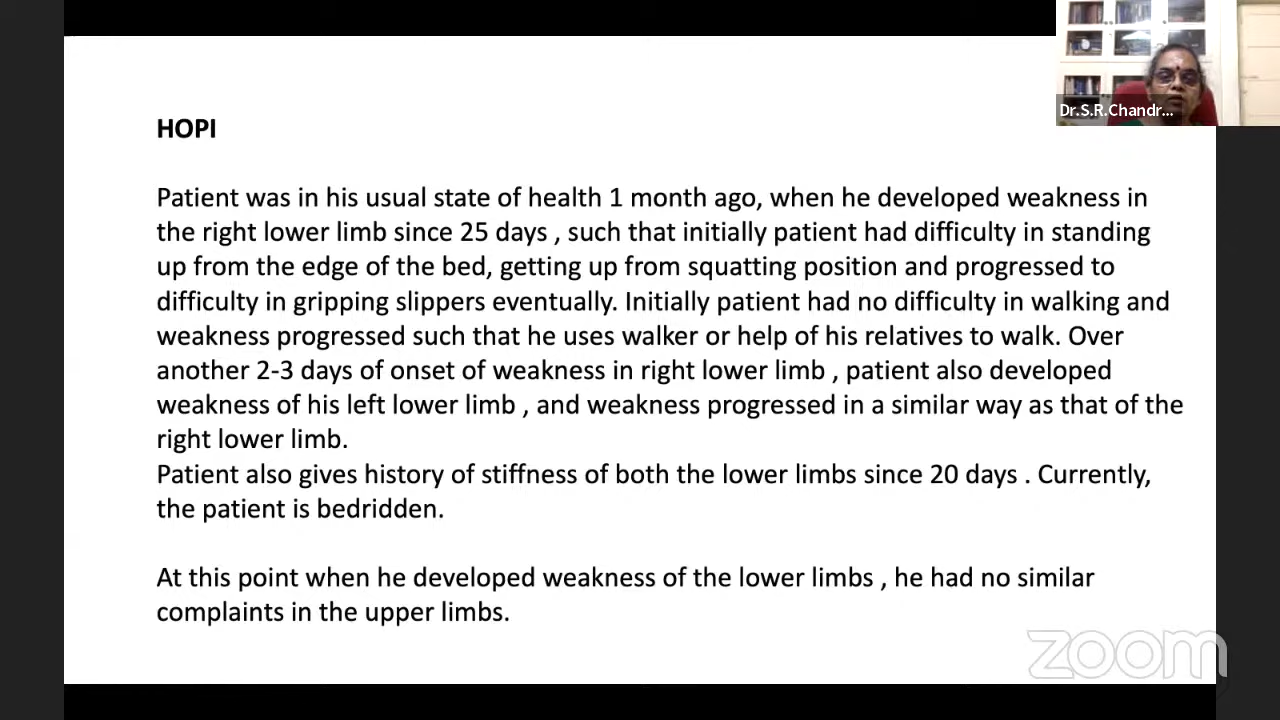 Dr.S.R.Chandr...
HOPI
Patient was in his usual state of health 1 month ago, when he developed weakness in
the right lower limb since 25 days , such that initially patient had difficulty in standing
up from the edge of the bed, getting up from squatting position and progressed to
difficulty in gripping slippers eventually. Initially patient had no difficulty in walking and
weakness progressed such that he uses walker or help of his relatives to walk. Over
another 2-3 days of onset of weakness in right lower limb , patient also developed
weakness of his left lower limb , and weakness progressed in a similar way as that of the
right lower limb.
Patient also gives history of stiffness of both the lower limbs since 20 days . Currently,
the patient is bedridden.
At this point when he developed weakness of the lower limbs , he had no similar
complaints in the upper limbs.
zoom